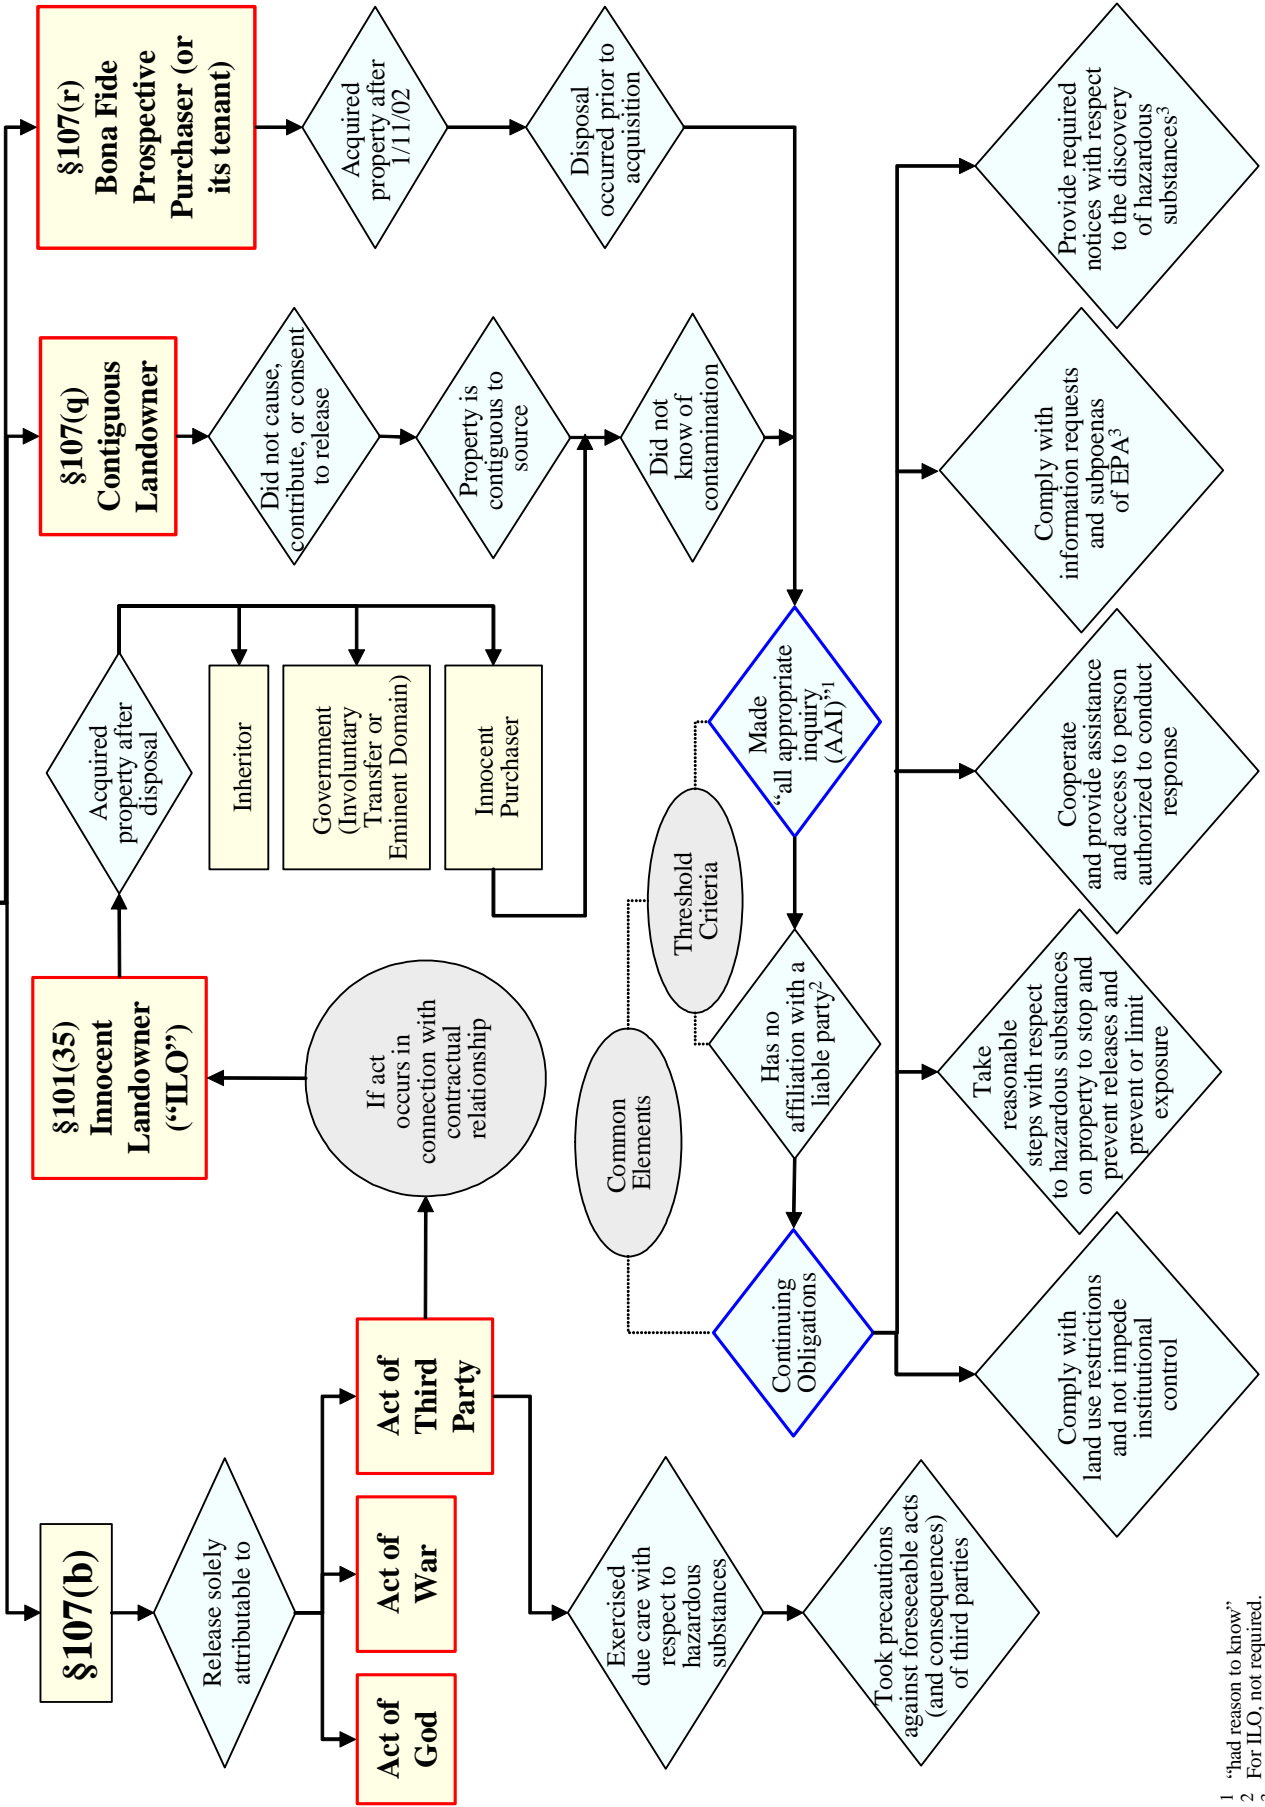 §107(b)
Release solely
attributable to
Act of
God
Act of
War
Act of
Third
Party
Exercised
due care with
respect to
hazardous
substances
Took precautions
against foreseeable acts
(and consequences)
of third parties
If act
occurs in
connection with
contractual
relationship
§101(35)
Innocent
Landowner
(“ILO”)
Acquired
property after
disposal
Inheritor
Government
(Involuntary
Transfer or
Eminent Domain)
Innocent
Purchaser
§107(q)
Contiguous
Landowner
Did not cause,
contribute, or consent
to release
Property is
contiguous to
source
Did not
know of
contamination
§107(r)
Bona Fide
Prospective
Purchaser (or
its tenant)
Acquired
property after
1/11/02
Disposal
occurred prior to
acquisition
Common
Elements
Threshold
Criteria
Made
“all appropriate
inquiry
(AAI)”1
Has no
affiliation with a
liable party2
Continuing
Obligations
Comply with
land use restrictions
and not impede
institutional
control
Take
reasonable
steps with respect
to hazardous substances
on property to stop and
prevent releases and
prevent or limit
exposure
Cooperate
and provide assistance
and access to person
authorized to conduct
response
Comply with
information requests
and subpoenas
of EPA3
Provide required
notices with respect
to the discovery
of hazardous
substances3
1 “had reason to know”
2 For ILO, not required.